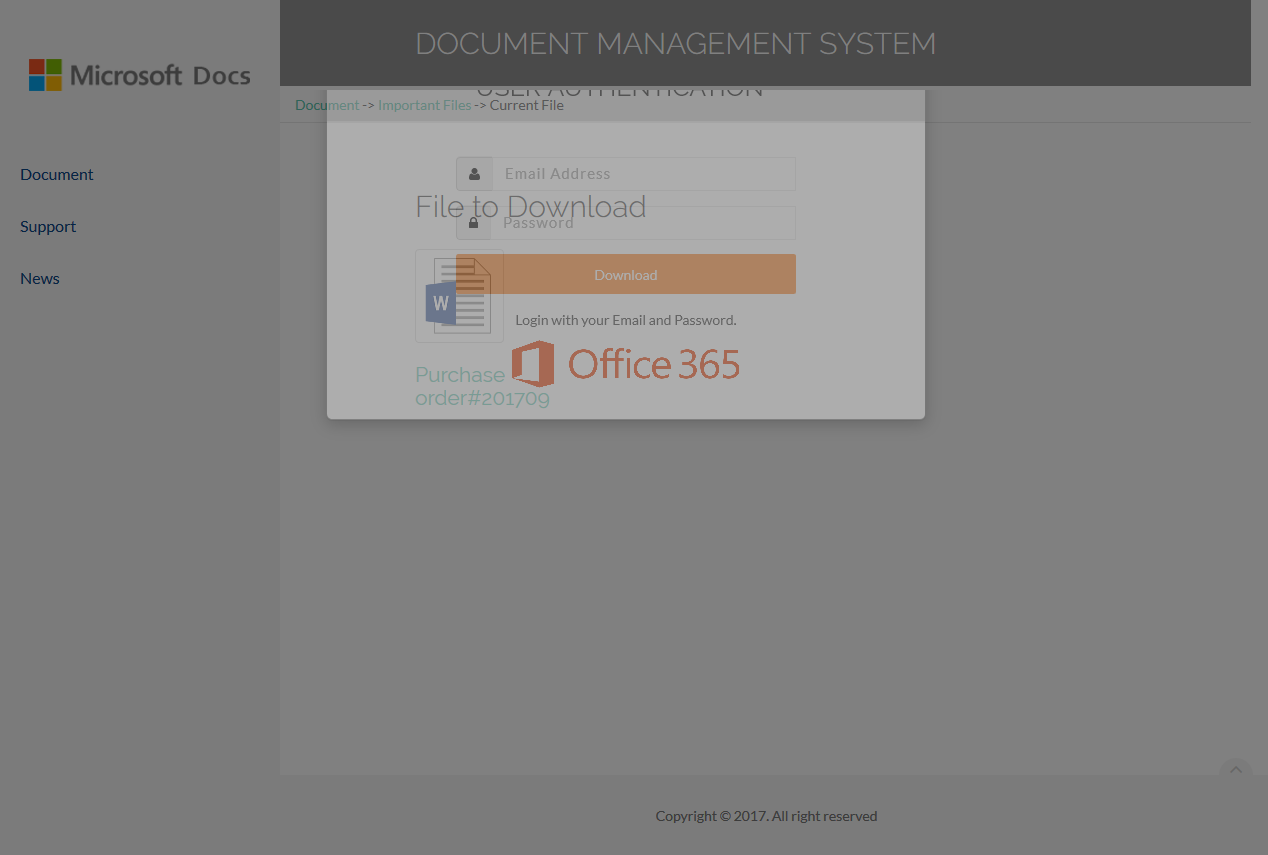 Microsoft Docs
DOCUMENT MANAGEMENT SYSTEM
USER AUTHENTICATION
Document -> Important Files -> Current File
Document
Support
News
Email Address
File to Download
Password
Download
W
Login with your Email and Password.
Office 365
Purchase
order#201709
Copyright © 2017. All right reserved